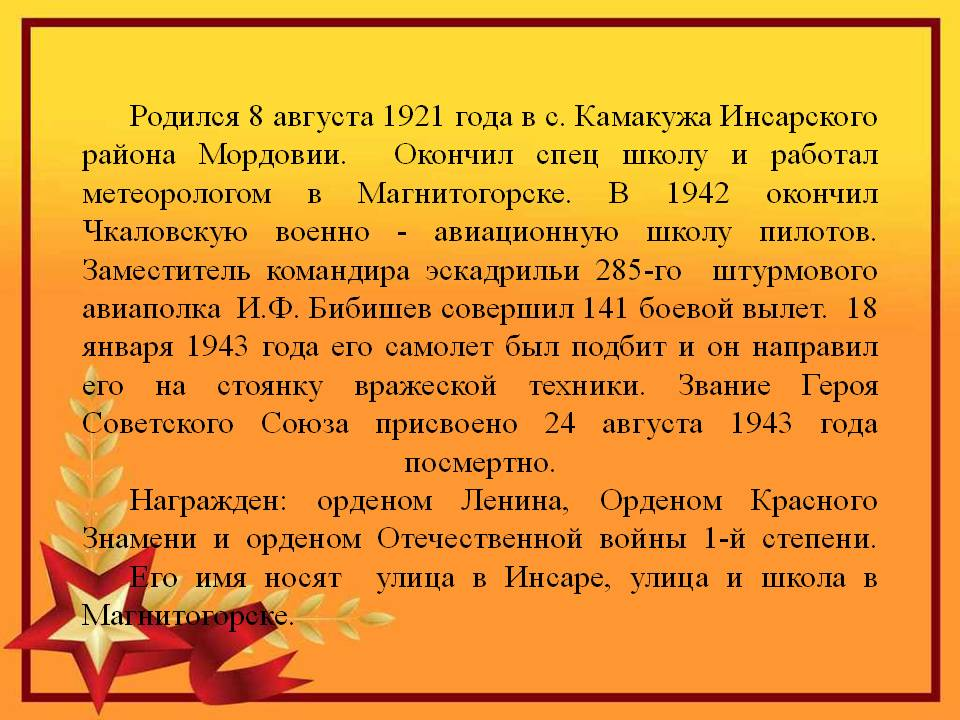 Родился 8 августа 1921 года в с. Камакужа Инсарского
района Мордовии. Окончил спец школу и работал
метеорологом в Магнитогорске. В 1942 окончил
Чкаловскую военно - авиационную школу пилотов.
Заместитель командира эскадрильи 285-го штурмового
авиаполка И.Ф. Бибишев совершил 141 боевой вылет. 18
января 1943 года его самолет был подбит и он направил
его на стоянку вражеской техники. Звание Героя
Советского Союза присвоено 24 августа 1943 года
посмертно.
Награжден: орденом Ленина, Орденом Красного
Знамени и орденом Отечественной войны 1-й степени.
Его имя носят улица в Инсаре, улица и школа в
Магнитогорске.